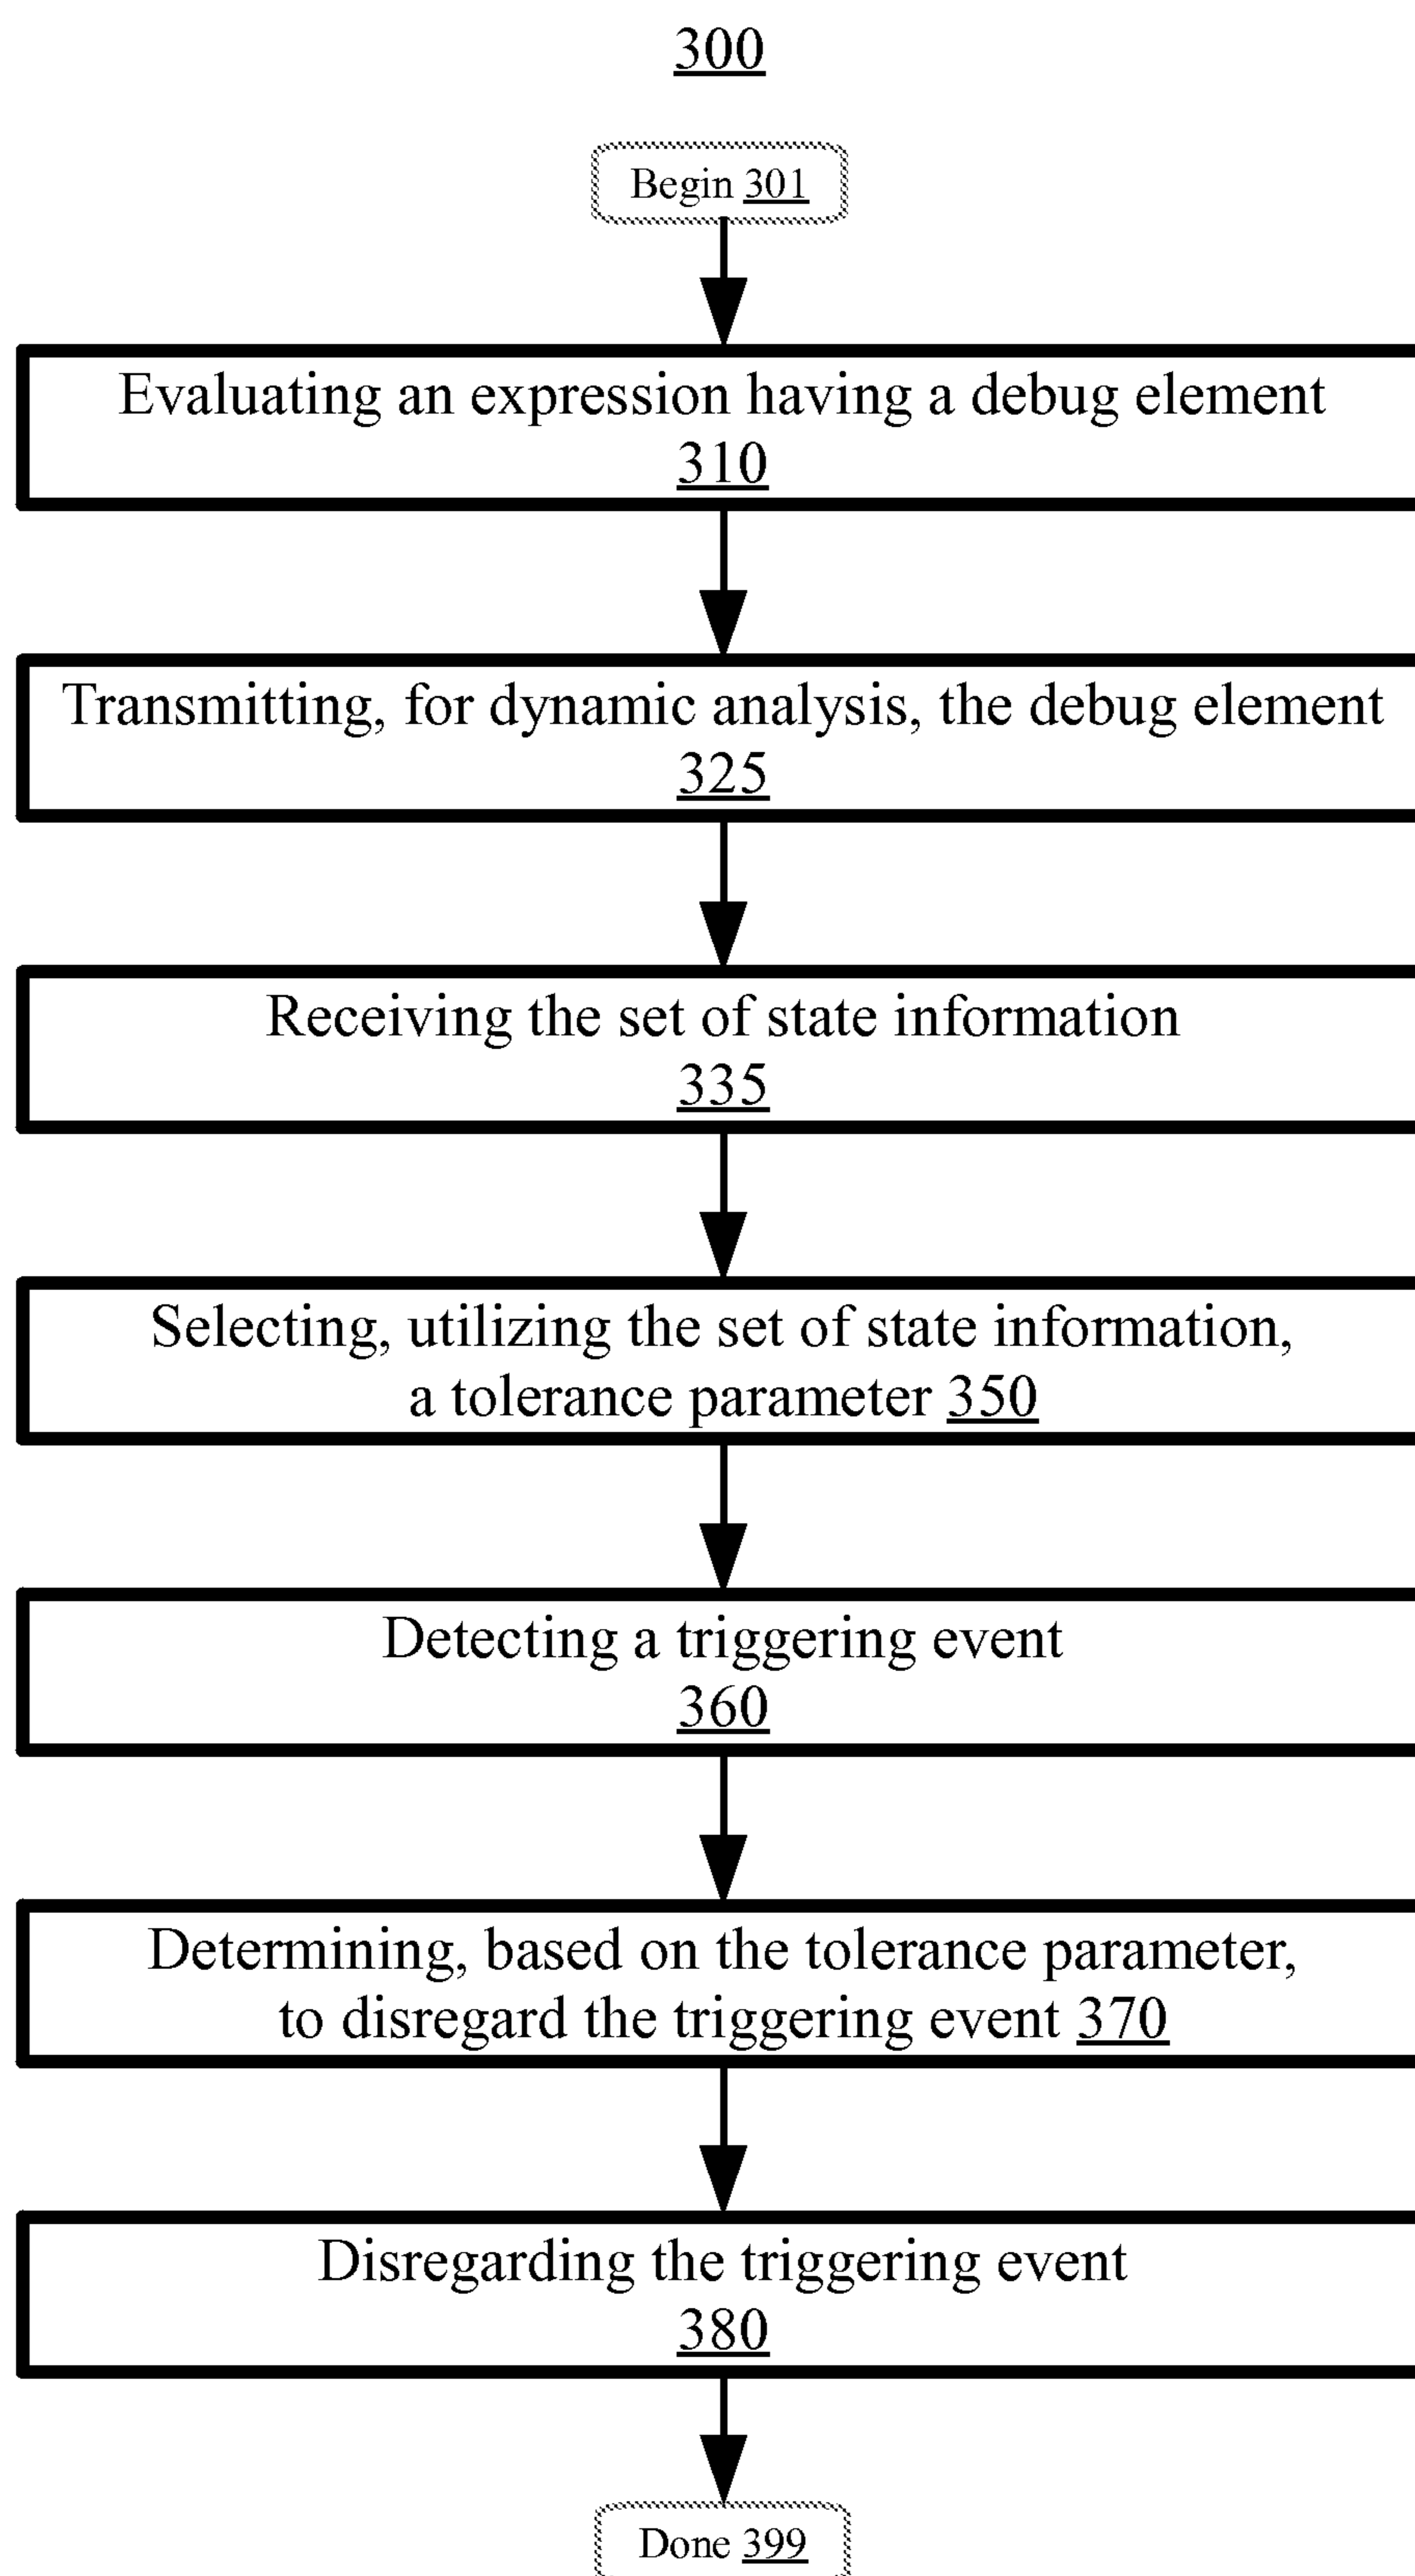 300
Begin 301
Evaluating an expression having a debug element
310
Transmitting, for dynamic analysis, the debug element
325
Receiving the set of state information
335
Selecting, utilizing the set of state information,
a tolerance parameter 350
Detecting a triggering event
360
Determining, based on the tolerance parameter,
to disregard the triggering event 370
Disregarding the triggering event
380
Done 399